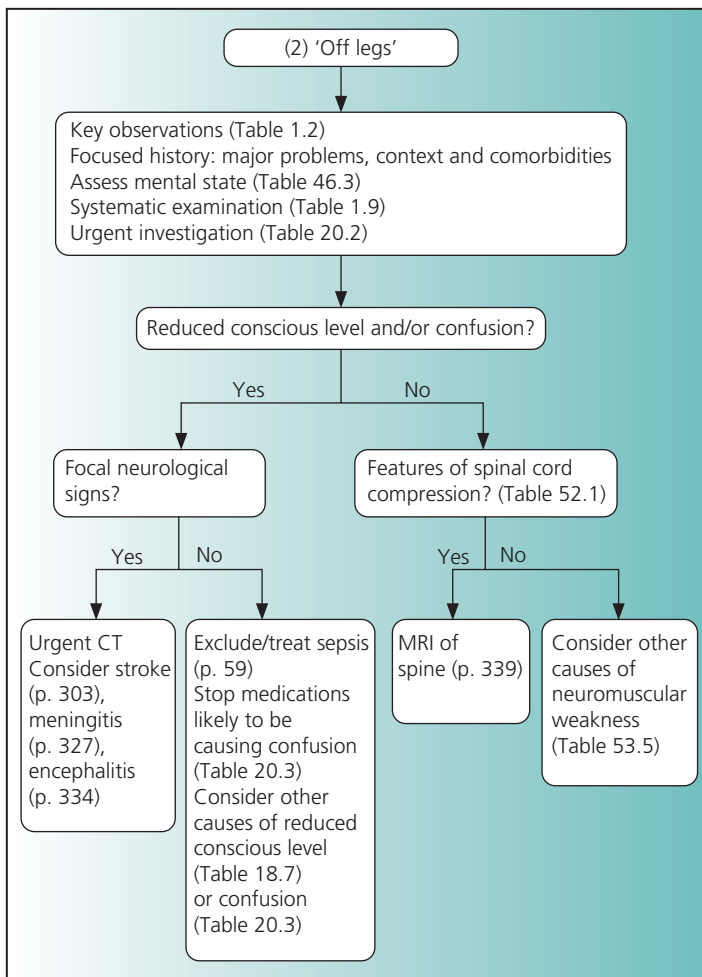 (2) ‘Off legs’
Key observations (Table 1.2)
Focused history: major problems, context and comorbidities
Assess mental state (Table 46.3)
Systematic examination (Table 1.9)
Urgent investigation (Table 20.2)
Reduced conscious level and/or confusion?
Yes
No
Focal neurological
signs?
Features of spinal cord
compression? (Table 52.1)
Yes
No
Yes
No
Urgent CT
Consider stroke
(p. 303),
meningitis
(p. 327),
encephalitis
(p. 334)
Exclude/treat sepsis
(p. 59)
Stop medications
likely to be
causing confusion
(Table 20.3)
Consider other
causes of reduced
conscious level
(Table 18.7)
or confusion
(Table 20.3)
MRI of
spine (p. 339)
Consider other
causes of
neuromuscular
weakness
(Table 53.5)